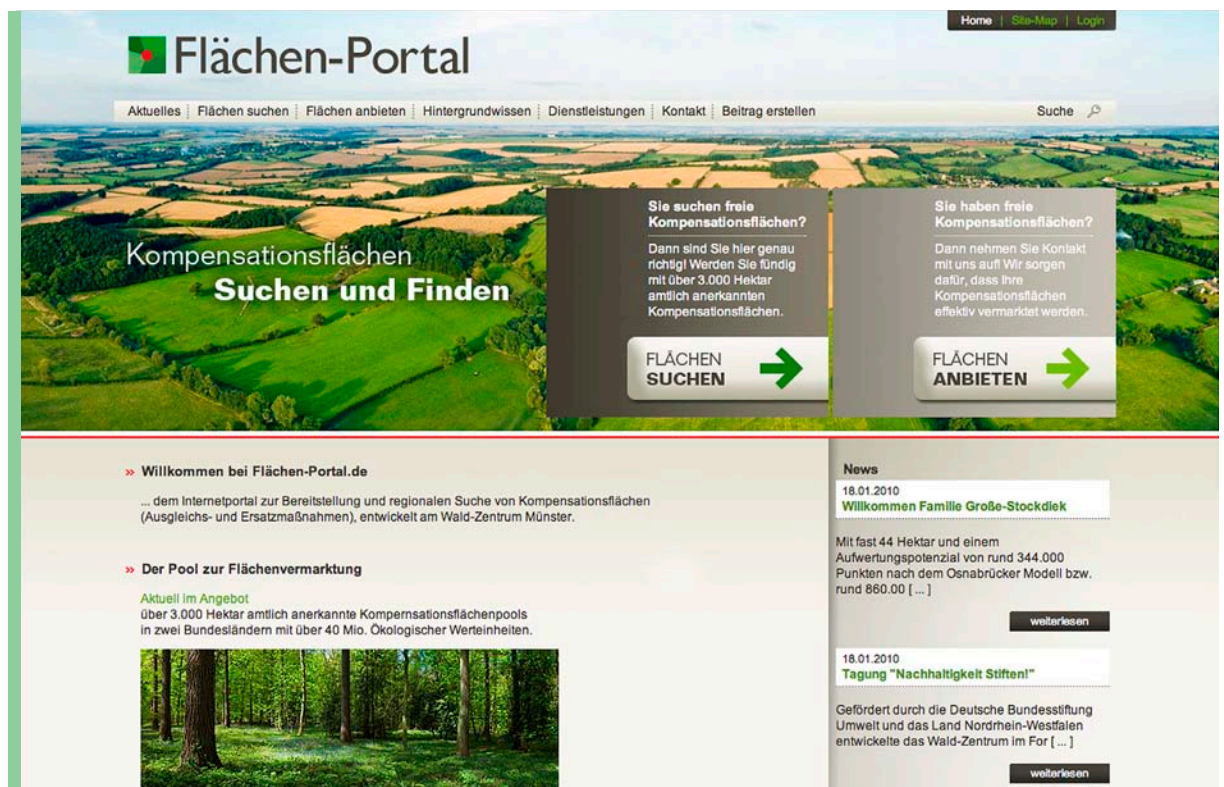 Home | Site-Map | Login
Flächen-Portal
Aktuelles Flächen suchen Flächen anbieten Hintergrundwissen Dienstleistungen Kontakt Beitrag erstellen Suche
Kompensationsflächen
Suchen und Finden
Sie suchen freie
Kompensationsflächen?
Dann sind Sie hier genau
richtig! Werden Sie fündig
mit über 3.000 Hektar
amtlich anerkannten
Kompensationsflächen.
FLÄCHEN
SUCHEN
Sie haben freie
Kompensationsflächen?
Dann nehmen Sie Kontakt
mit uns auf! Wir sorgen
dafür, dass Ihre
Kompensationsflächen
effektiv vermarktet werden.
FLÄCHEN
ANBIETEN
» Willkommen bei Flächen-Portal.de
... dem Internetportal zur Bereitstellung und regionalen Suche von Kompensationsflächen
(Ausgleichs- und Ersatzmaßnahmen), entwickelt am Wald-Zentrum Münster.
» Der Pool zur Flächenvermarktung
Aktuell im Angebot
über 3.000 Hektar amtlich anerkannte Kompernsationsflächenpools
in zwei Bundesländern mit über 40 Mio. Ökologischer Werteinheiten.
News
18.01.2010
Willkommen Familie Große-Stockdiek
Mit fast 44 Hektar und einem
Aufwertungspotenzial von rund 344.000
Punkten nach dem Osnabrücker Modell bzw.
rund 860.00 [ ... ]
weiterlesen
18.01.2010
Tagung "Nachhaltigkeit Stiften!"
Gefördert durch die Deutsche Bundesstiftung
Umwelt und das Land Nordrhein-Westfalen
entwickelte das Wald-Zentrum im For [ ... ]
weiterlesen